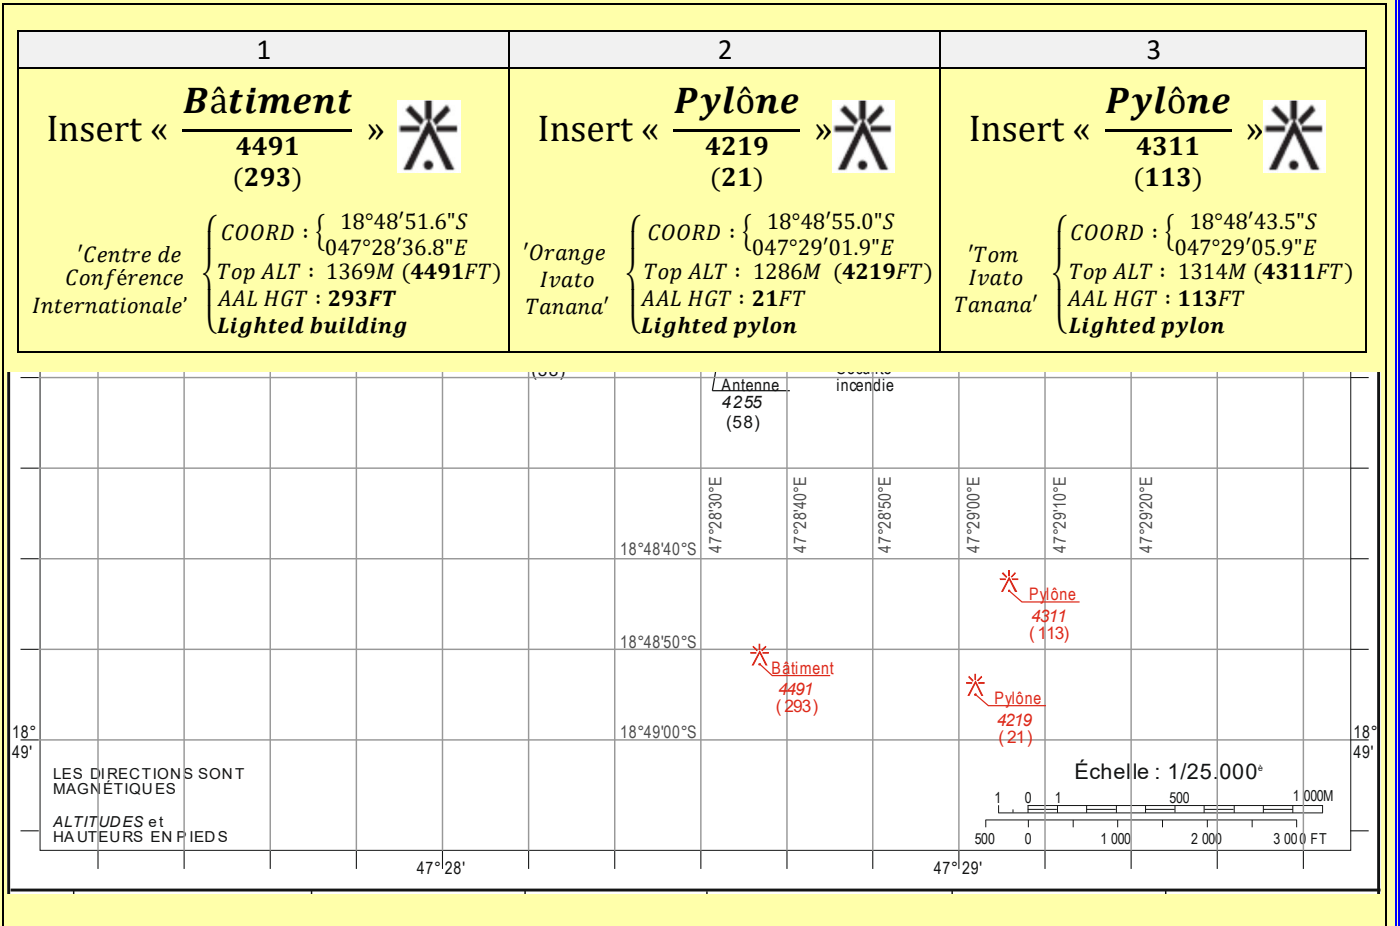 1
2
3
Insert « Bâtiment »
4491
(293)
'Centre de
Conférence
Internationale'
COORD : { 18°48′51.6"S
047°28′36.8"E
Top ALT : 1369M (4491FT)
AAL HGT : 293FT
Lighted building
Insert « Pylône »
4219
(21)
'Orange
Ivato
Tanana'
COORD : { 18°48′55.0"S
047°29′01.9"E
Top ALT : 1286M (4219FT)
AAL HGT : 21FT
Lighted pylon
Insert « Pylône »
4311
(113)
'Tom
Ivato
Tanana'
COORD : { 18°48′43.5"S
047°29′05.9"E
Top ALT : 1314M (4311FT)
AAL HGT : 113FT
Lighted pylon
Antenne
4255
(58)
incendie
47°28'30"E
47°28'40"E
47°28'50"E
47°29'00"E
47°29'10"E
47°29'20"E
18°48'40"S
Pylône
4311
(113)
18°48'50"S
Bâtiment
4491
(293)
Pylône
4219
(21)
18°49'00"S
18°
49'
18°
49'
LES DIRECTIONS SONT
MAGNÉTIQUES
ALTITUDES et
HAUTEURS EN PIEDS
Échelle : 1/25.000è
1 0 1 500 1 000M
500 0 1 000 2 000 3 000 FT
47°28'
47°29'